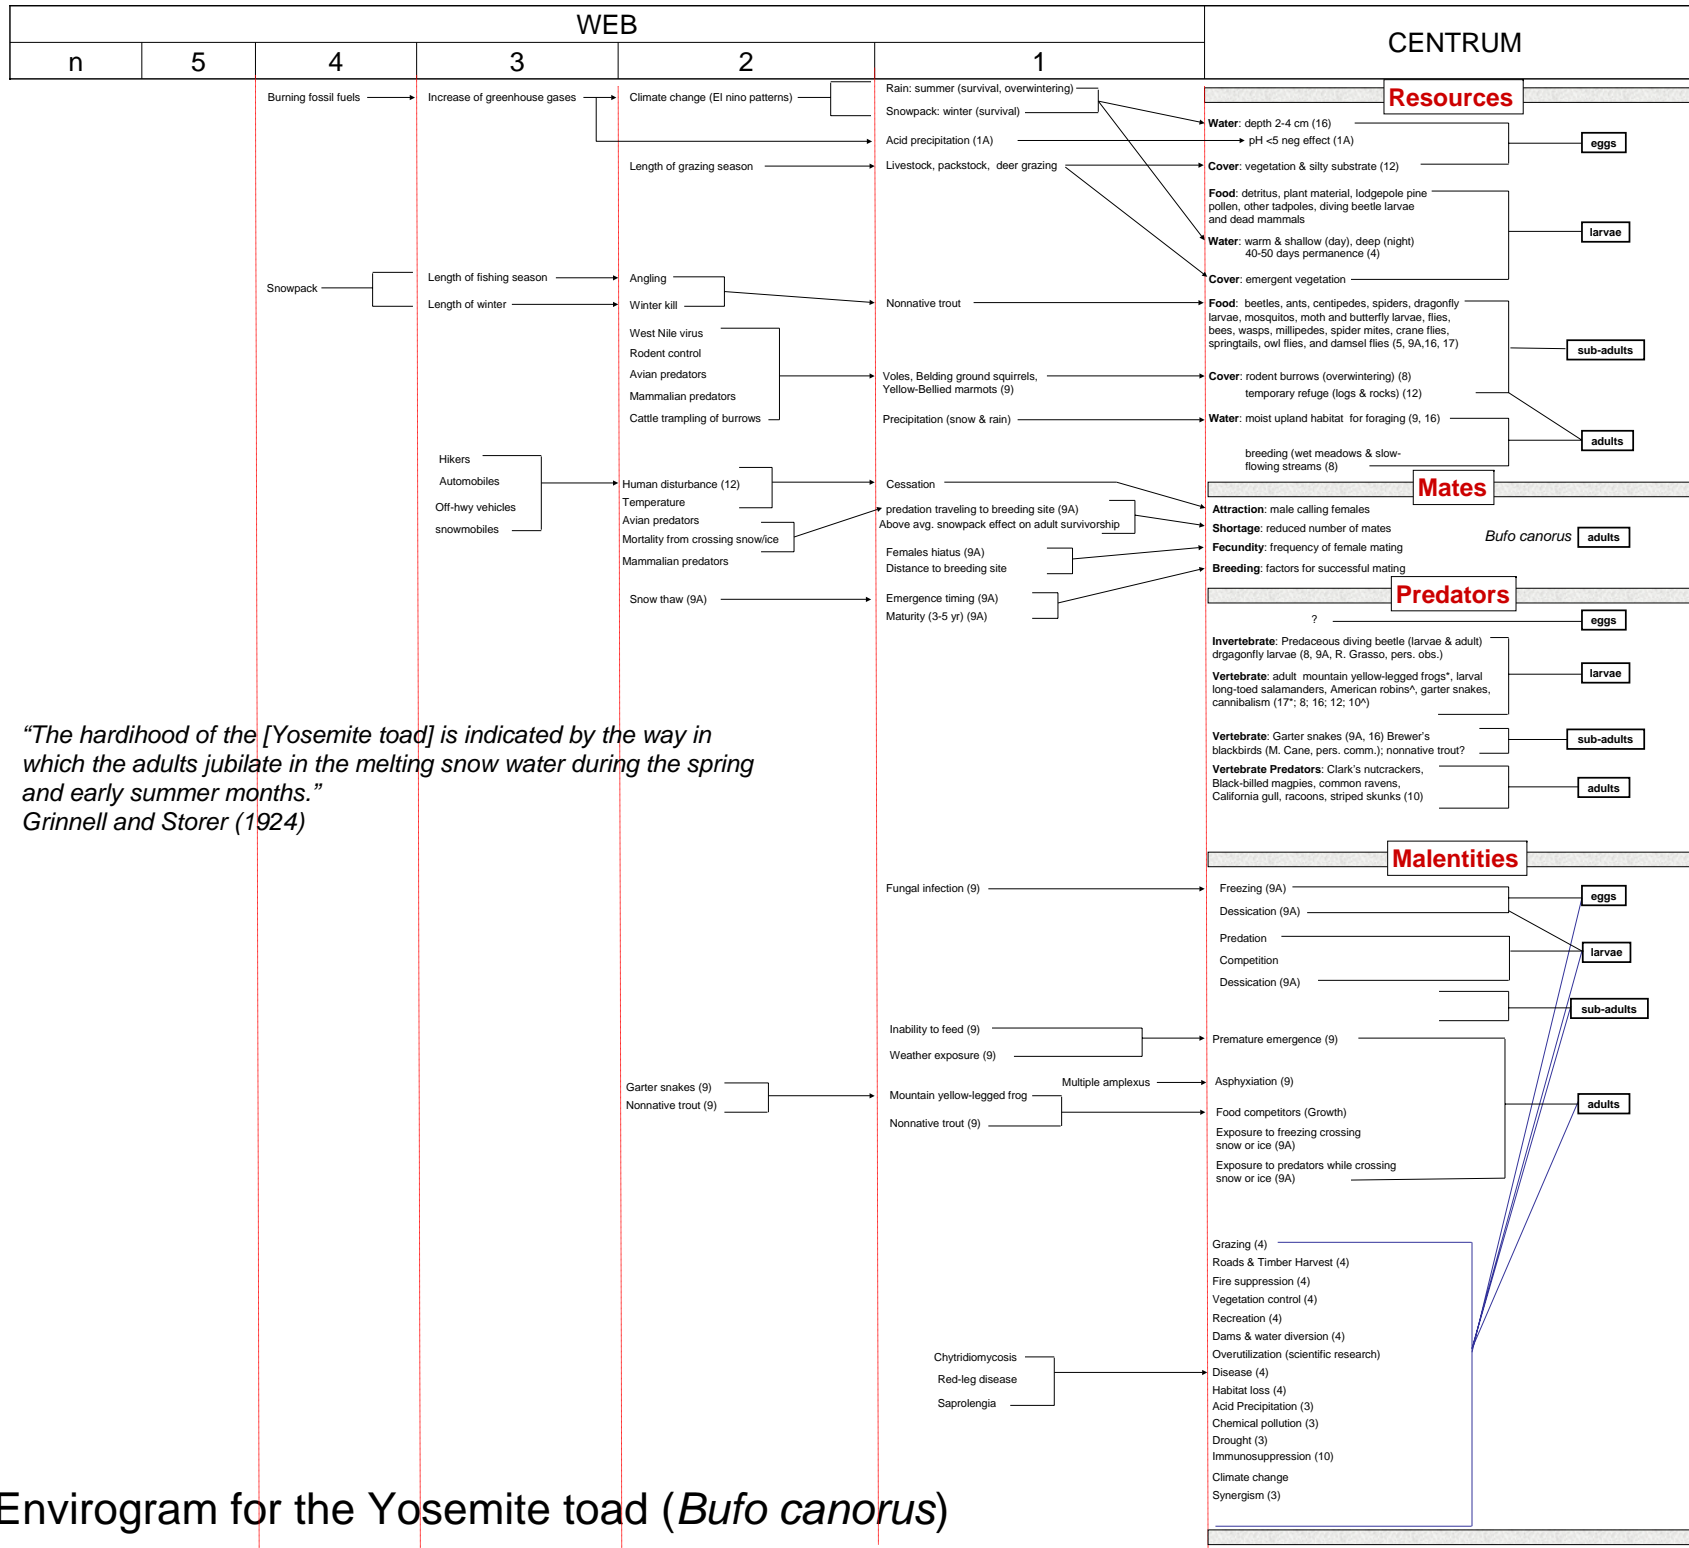 WEB
CENTRUM
n
5
4
3
2
1
Burning fossil fuels
Increase of greenhouse gases
Climate change (El nino patterns)
Rain: summer (survival, overwintering)
Snowpack: winter (survival)
Acid precipitation (1A)
Length of grazing season
Livestock, packstock, deer grazing
Resources
Water: depth 2-4 cm (16)
pH <5 neg effect (1A)
eggs
Cover: vegetation & silty substrate (12)
Food: detritus, plant material, lodgepole pine
pollen, other tadpoles, diving beetle larvae
and dead mammals
larvae
Water: warm & shallow (day), deep (night)
40-50 days permanence (4)
Cover: emergent vegetation
Snowpack
Length of fishing season
Length of winter
Angling
Winter kill
Nonnative trout
Food: beetles, ants, centipedes, spiders, dragonfly
larvae, mosquitos, moth and butterfly larvae, flies,
bees, wasps, millipedes, spider mites, crane flies,
springtails, owl flies, and damsel flies (5, 9A,16, 17)
sub-adults
West Nile virus
Rodent control
Avian predators
Mammalian predators
Cattle trampling of burrows
Voles, Belding ground squirrels,
Yellow-Bellied marmots (9)
Cover: rodent burrows (overwintering) (8)
temporary refuge (logs & rocks) (12)
Precipitation (snow & rain)
Water: moist upland habitat for foraging (9, 16)
adults
breeding (wet meadows & slow-
flowing streams (8)
Mates
Hikers
Automobiles
Off-hwy vehicles
snowmobiles
Human disturbance (12)
Temperature
Avian predators
Mortality from crossing snow/ice
Mammalian predators
Cessation
predation traveling to breeding site (9A)
Above avg. snowpack effect on adult survivorship
Females hiatus (9A)
Distance to breeding site
Attraction: male calling females
Shortage: reduced number of mates
Fecundity: frequency of female mating
Breeding: factors for successful mating
Bufo canorus
adults
Snow thaw (9A)
Emergence timing (9A)
Maturity (3-5 yr) (9A)
Predators
?
eggs
Invertebrate: Predaceous diving beetle (larvae & adult)
drgagonfly larvae (8, 9A, R. Grasso, pers. obs.)
larvae
Vertebrate: adult mountain yellow-legged frogs*, larval
long-toed salamanders, American robins^, garter snakes,
cannibalism (17*; 8; 16; 12; 10^)
Vertebrate: Garter snakes (9A, 16) Brewer's
blackbirds (M. Cane, pers. comm.); nonnative trout?
sub-adults
Vertebrate Predators: Clark's nutcrackers,
Black-billed magpies, common ravens,
California gull, racoons, striped skunks (10)
adults
“The hardihood of the [Yosemite toad] is indicated by the way in
which the adults jubilate in the melting snow water during the spring
and early summer months.”
Grinnell and Storer (1924)
Malentities
Fungal infection (9)
Freezing (9A)
Dessication (9A)
eggs
Predation
Competition
Dessication (9A)
larvae
sub-adults
Inability to feed (9)
Weather exposure (9)
Premature emergence (9)
Garter snakes (9)
Nonnative trout (9)
Mountain yellow-legged frog
Nonnative trout (9)
Multiple amplexus
Asphyxiation (9)
adults
Food competitors (Growth)
Exposure to freezing crossing
snow or ice (9A)
Exposure to predators while crossing
snow or ice (9A)
Grazing (4)
Roads & Timber Harvest (4)
Fire suppression (4)
Vegetation control (4)
Recreation (4)
Dams & water diversion (4)
Overutilization (scientific research)
Disease (4)
Habitat loss (4)
Acid Precipitation (3)
Chemical pollution (3)
Drought (3)
Immunosuppression (10)
Climate change
Synergism (3)
Chytridiomycosis
Red-leg disease
Saprolengia
Envirogram for the Yosemite toad (Bufo canorus)